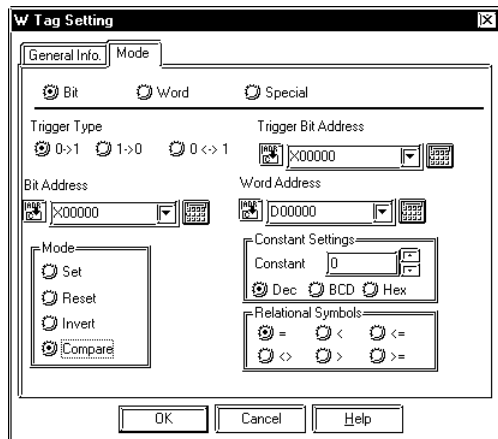 W Tag Setting
General Info. Mode
Bit Word Special
Trigger Type Trigger Bit Address
0->1 1->0 0 <-> 1 X00000
Bit Address Word Address
X00000 D00000
Mode Constant Settings
Set Constant 0
Reset Dec BCD Hex
Invert Relational Symbols
Compare = < <=
<> > >=
OK Cancel Help